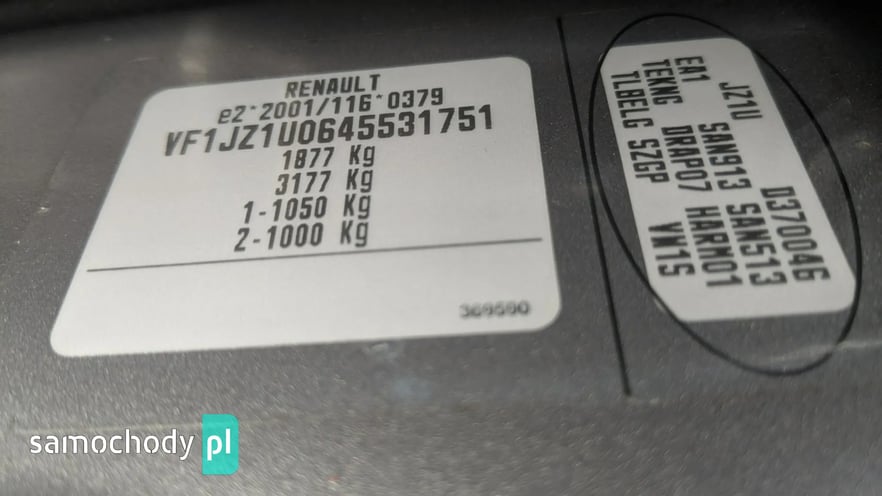 RENAULT
e2*2001/116*0379
VF1JZ1U0645531751
1877 Kg
3177 Kg
1-1050 Kg
2-1000 Kg
369590
JZ1U D370046
EA1 SAN913 SAN513
TEKNG DRAP07 HARM01
TLBELG SZGP VN1S
samochody pl